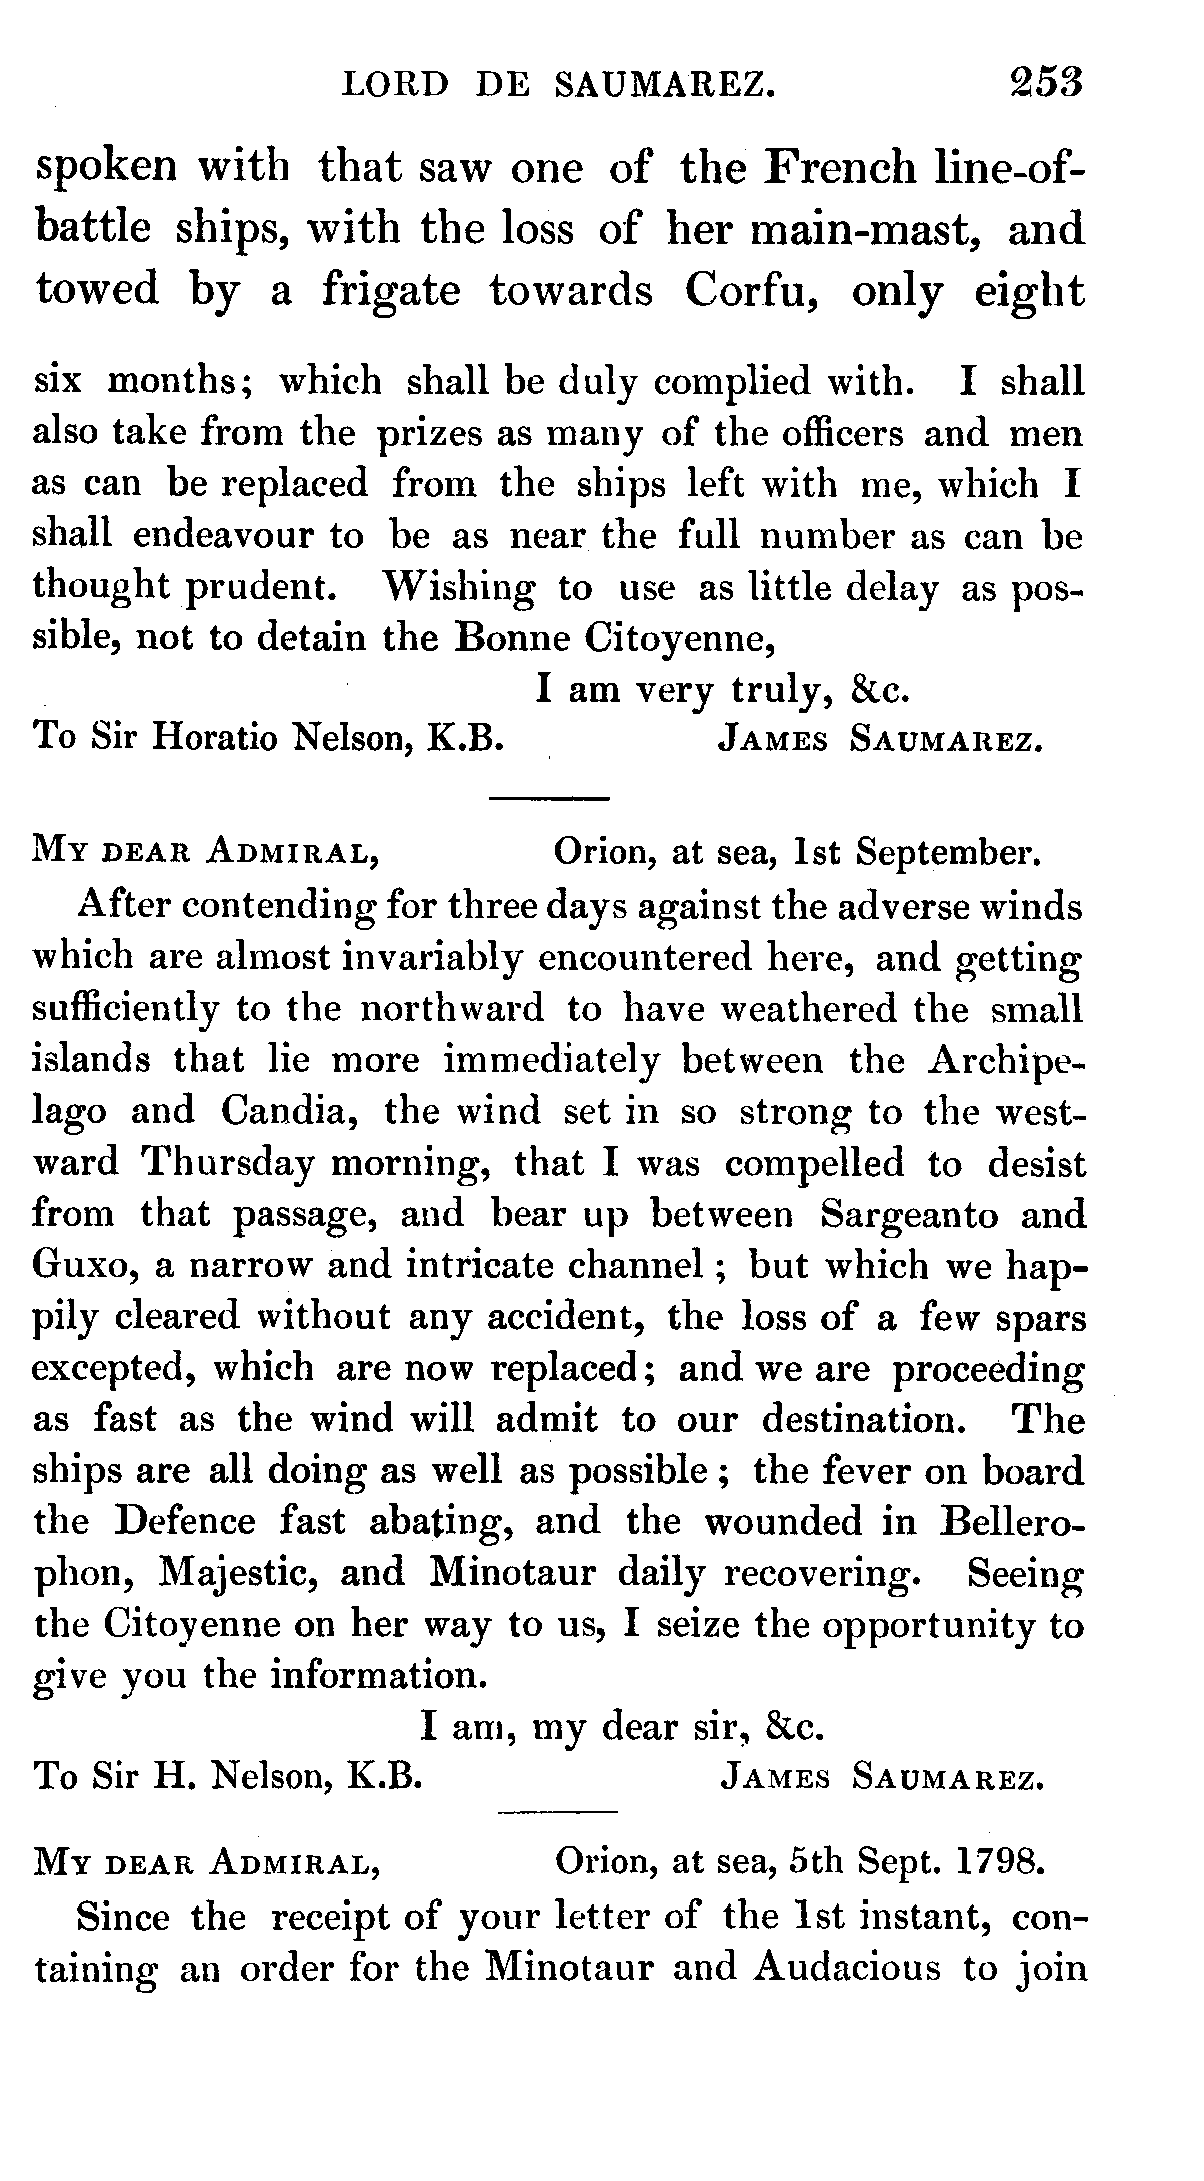 LORD DE SAUMAREZ. 253
spoken with that saw one of the French line-of-
battle ships, with the loss of her main-mast, and
towed by a frigate towards Corfu, only eight
six months; which shall be duly complied with. I shall
also take from the prizes as many of the officers and men
as can be replaced from the ships left with me, which I
shall endeavour to be as near the full number as can be
thought prudent. Wishing to use as little delay as pos-
sible, not to detain the Bonne Citoyenne,
I am very truly, &c.
To Sir Horatio Nelson, K.B. JAMES SAUMAREZ.
MY DEAR ADMIRAL, Orion, at sea, 1st September.
After contending for three days against the adverse winds
which are almost invariably encountered here, and getting
sufficiently to the northward to have weathered the small
islands that lie more immediately between the Archipe-
lago and Candia, the wind set in so strong to the west-
ward Thursday morning, that I was compelled to desist
from that passage, and bear up between Sargeanto and
Guxo, a narrow and intricate channel ; but which we hap-
pily cleared without any accident, the loss of a few spars
excepted, which are now replaced; and we are proceeding
as fast as the wind will admit to our destination. The
ships are all doing as well as possible ; the fever on board
the Defence fast abating, and the wounded in Bellero-
phon, Majestic, and Minotaur daily recovering. Seeing
the Citoyenne on her way to us, I seize the opportunity to
give you the information.
I am, my dear sir, &c.
To Sir H. Nelson, K.B. JAMES SAUMAREZ.
MY DEAR ADMIRAL, Orion, at sea, 5th Sept. 1798.
Since the receipt of your letter of the 1st instant, con-
taining an order for the Minotaur and Audacious to join